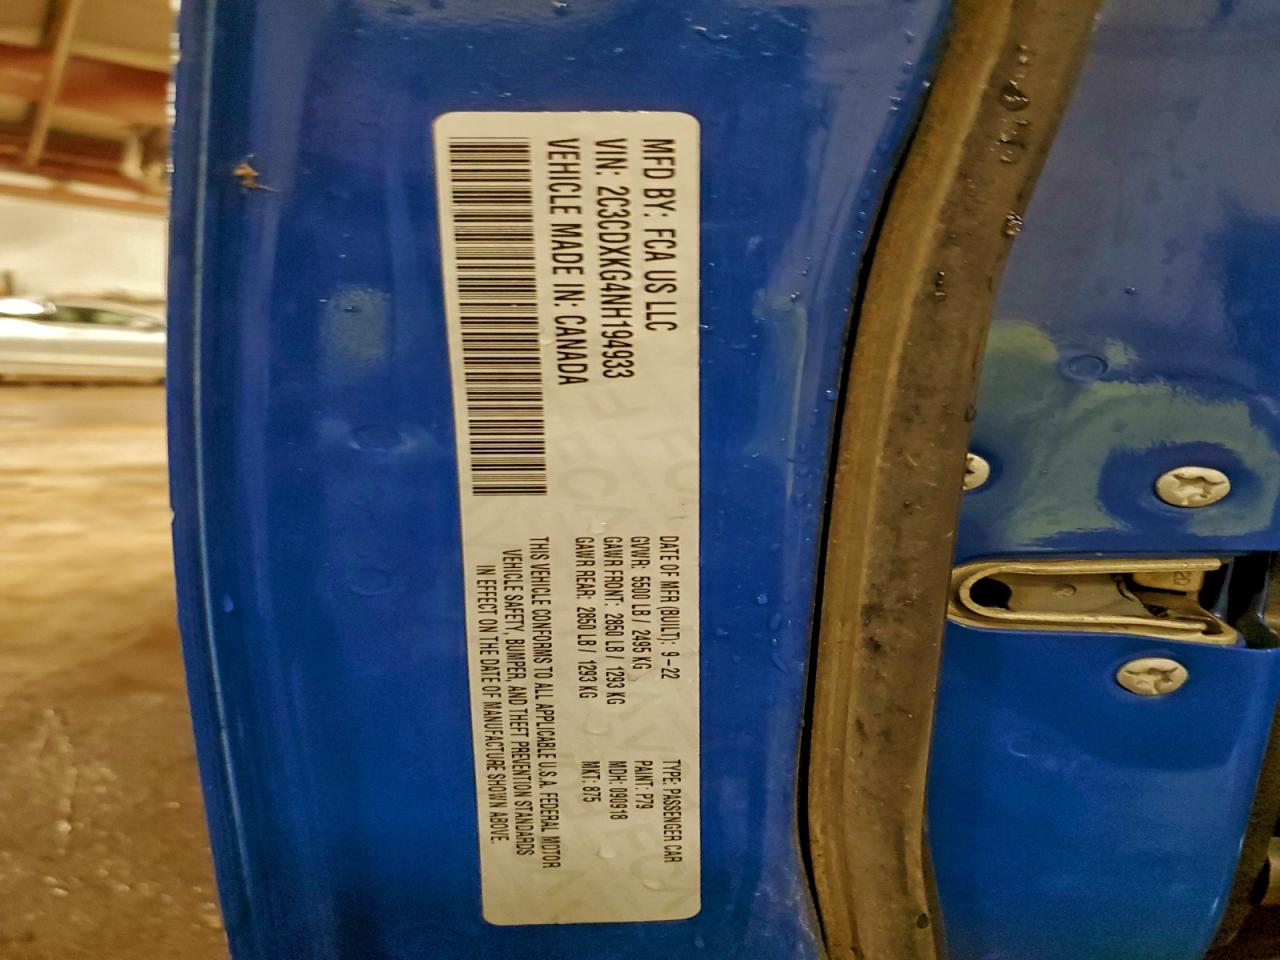 MFD BY: FCA US LLC
VIN: 2C3CDXKG4NH194933
VEHICLE MADE IN: CANADA
DATE OF MFR (BUILT): 9-22
GVWR: 5500 LB / 2495 KG
GAWR FRONT: 2850 LB / 1293 KG
GAWR REAR: 2850 LB / 1293 KG
TYPE: PASSENGER CAR
PAINT: P79
MDH: 090918
MKT: 875
THIS VEHICLE CONFORMS TO ALL APPLICABLE U.S.A. FEDERAL MOTOR
VEHICLE SAFETY, BUMPER, AND THEFT PREVENTION STANDARDS
IN EFFECT ON THE DATE OF MANUFACTURE SHOWN ABOVE.